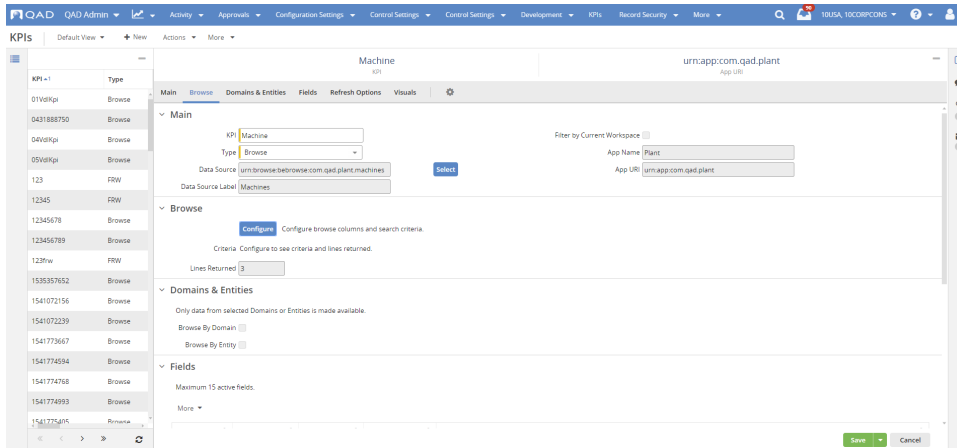 QAD QAD Admin Activity Approvals Configuration Settings Control Settings Control Settings Development KPIs Record Security More 10USA, 10CORPCONS
KPIs Default View + New Actions More
Machine urn:app:com.qad.plant
KPI App URI
KPI 1 Type
Main Browse Domains & Entities Fields Refresh Options Visuals
01VdlKpi Browse
0431888750 Browse
04VdlKpi Browse
05VdlKpi Browse
123 FRW
12345 FRW
12345678 Browse
123456789 Browse
123frw FRW
1535357652 Browse
1541072156 Browse
1541072239 Browse
1541773667 Browse
1541774594 Browse
1541774768 Browse
1541774993 Browse
1541775405 Browse
Main
KPI Machine Filter by Current Workspace
Type Browse App Name Plant
Data Source urn:browse:bebrowse:com.qad.plant.machines Select App URI urn:app:com.qad.plant
Data Source Label Machines
Browse
Configure Configure browse columns and search criteria.
Criteria Configure to see criteria and lines returned.
Lines Returned 3
Domains & Entities
Only data from selected Domains or Entities is made available.
Browse By Domain
Browse By Entity
Fields
Maximum 15 active fields.
More
Save Cancel